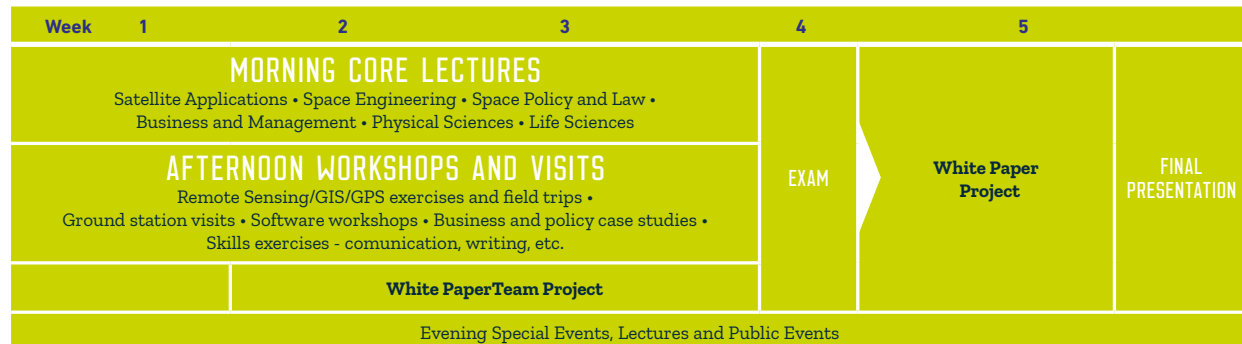 Week 1 2 3 4 5
MORNING CORE LECTURES
Satellite Applications • Space Engineering • Space Policy and Law •
Business and Management • Physical Sciences • Life Sciences
AFTERNOON WORKSHOPS AND VISITS
Remote Sensing/GIS/GPS exercises and field trips •
Ground station visits • Software workshops • Business and policy case studies •
Skills exercises - comunication, writing, etc.
White PaperTeam Project
EXAM
White Paper
Project
FINAL
PRESENTATION
Evening Special Events, Lectures and Public Events